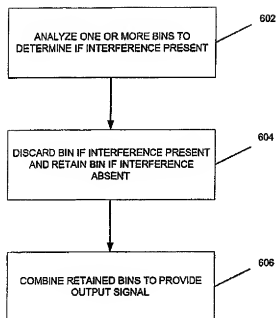 602
ANALYZE ONE OR MORE BINS TO
DETERMINE IF INTERFERENCE PRESENT
604
DISCARD BIN IF INTERFERENCE PRESENT
AND RETAIN BIN IF INTERFERENCE
ABSENT
606
COMBINE RETAINED BINS TO PROVIDE
OUTPUT SIGNAL